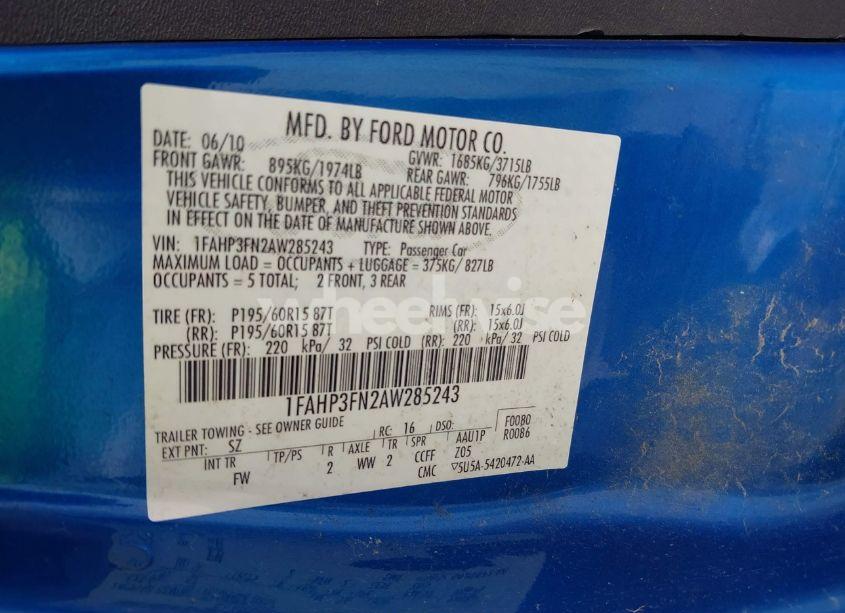 MFD. BY FORD MOTOR CO.
DATE: 06/10 GVWR: 1685KG/3715LB
FRONT GAWR: 895KG/1974LB REAR GAWR: 796KG/1755LB
THIS VEHICLE CONFORMS TO ALL APPLICABLE FEDERAL MOTOR
VEHICLE SAFETY, BUMPER, AND THEFT PREVENTION STANDARDS
IN EFFECT ON THE DATE OF MANUFACTURE SHOWN ABOVE.
VIN: 1FAHP3FN2AW285243 TYPE: Passenger Car
MAXIMUM LOAD = OCCUPANTS + LUGGAGE = 375KG/ 827LB
OCCUPANTS = 5 TOTAL; 2 FRONT, 3 REAR
wheelwise
TIRE (FR): P195/60R15 87T RIMS (FR): 15x6.0J
(RR): P195/60R15 87T (RR): 15x6.0J
PRESSURE (FR): 220 kPa/ 32 PSI COLD (RR): 220 kPa/ 32 PSI COLD
1FAHP3FN2AW285243
TRAILER TOWING - SEE OWNER GUIDE RC: 16 DSO: F0080
EXT PNT: SZ AAU1P R0086
INT TR TP/PS R AXLE TR SPR CCFF Z05
FW 2 WW 2 CMC ▽5U5A-5420472-AA